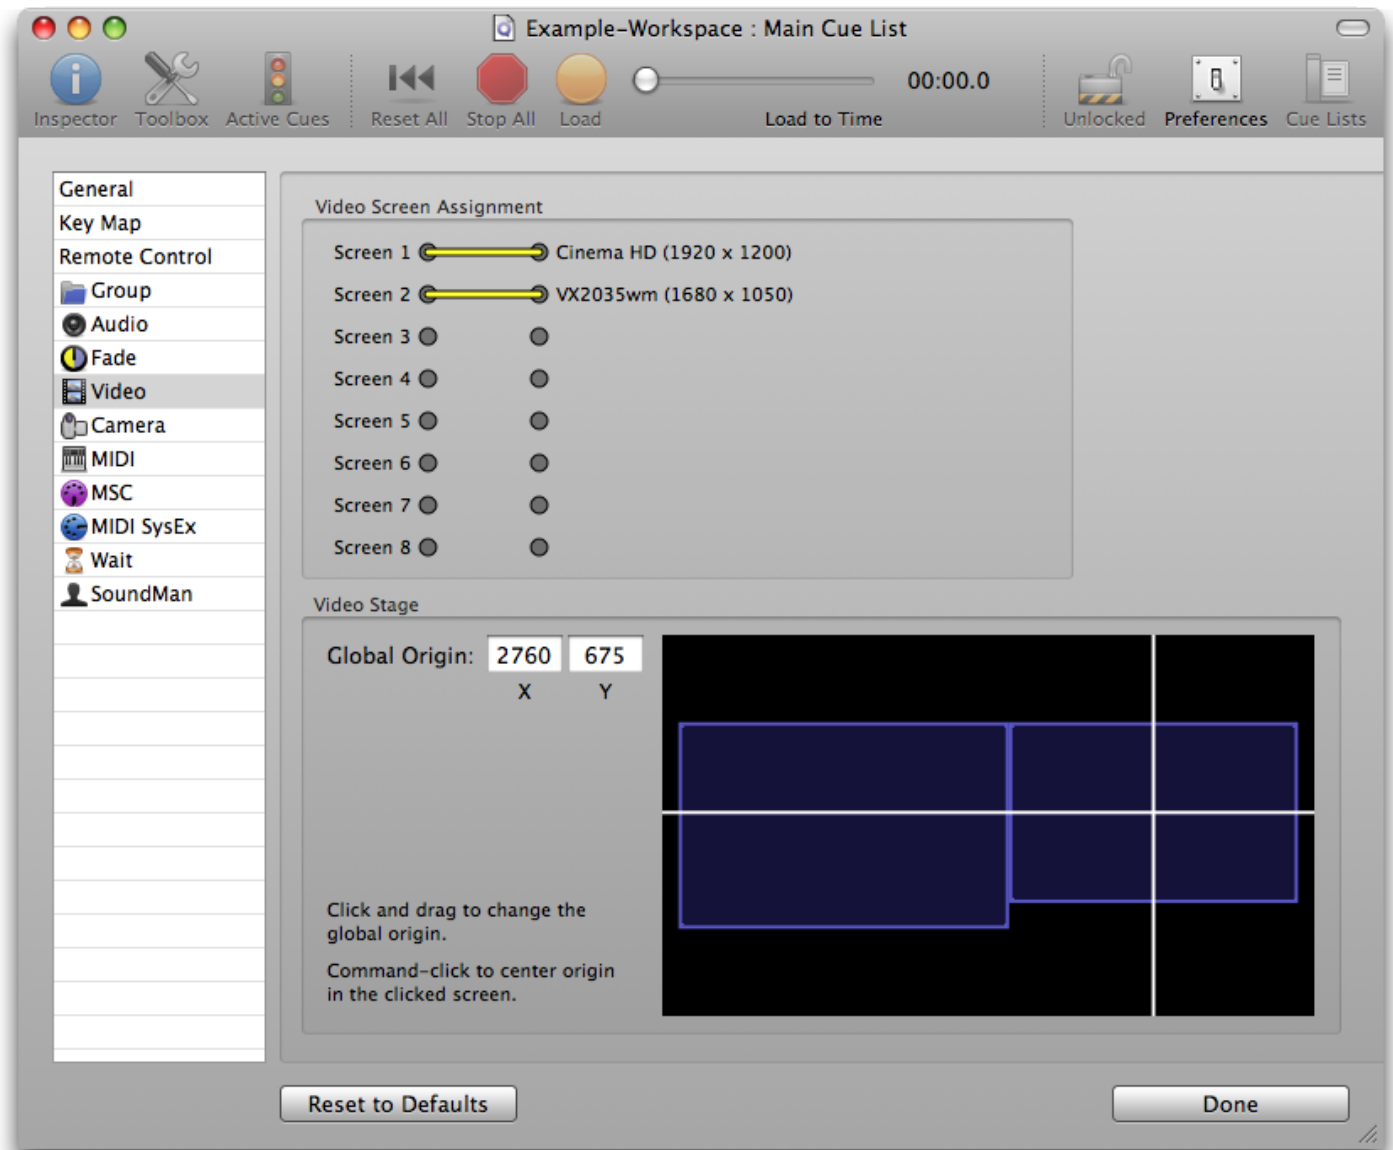 Example-Workspace : Main Cue List
00:00.0
Inspector Toolbox Active Cues Reset All Stop All Load Load to Time Unlocked Preferences Cue Lists
General
Key Map
Remote Control
Group
Audio
Fade
Video
Camera
MIDI
MSC
MIDI SysEx
Wait
SoundMan
Video Screen Assignment
Screen 1 Cinema HD (1920 x 1200)
Screen 2 VX2035wm (1680 x 1050)
Screen 3
Screen 4
Screen 5
Screen 6
Screen 7
Screen 8
Video Stage
Global Origin: 2760 675
X Y
Click and drag to change the
global origin.
Command-click to center origin
in the clicked screen.
Reset to Defaults Done